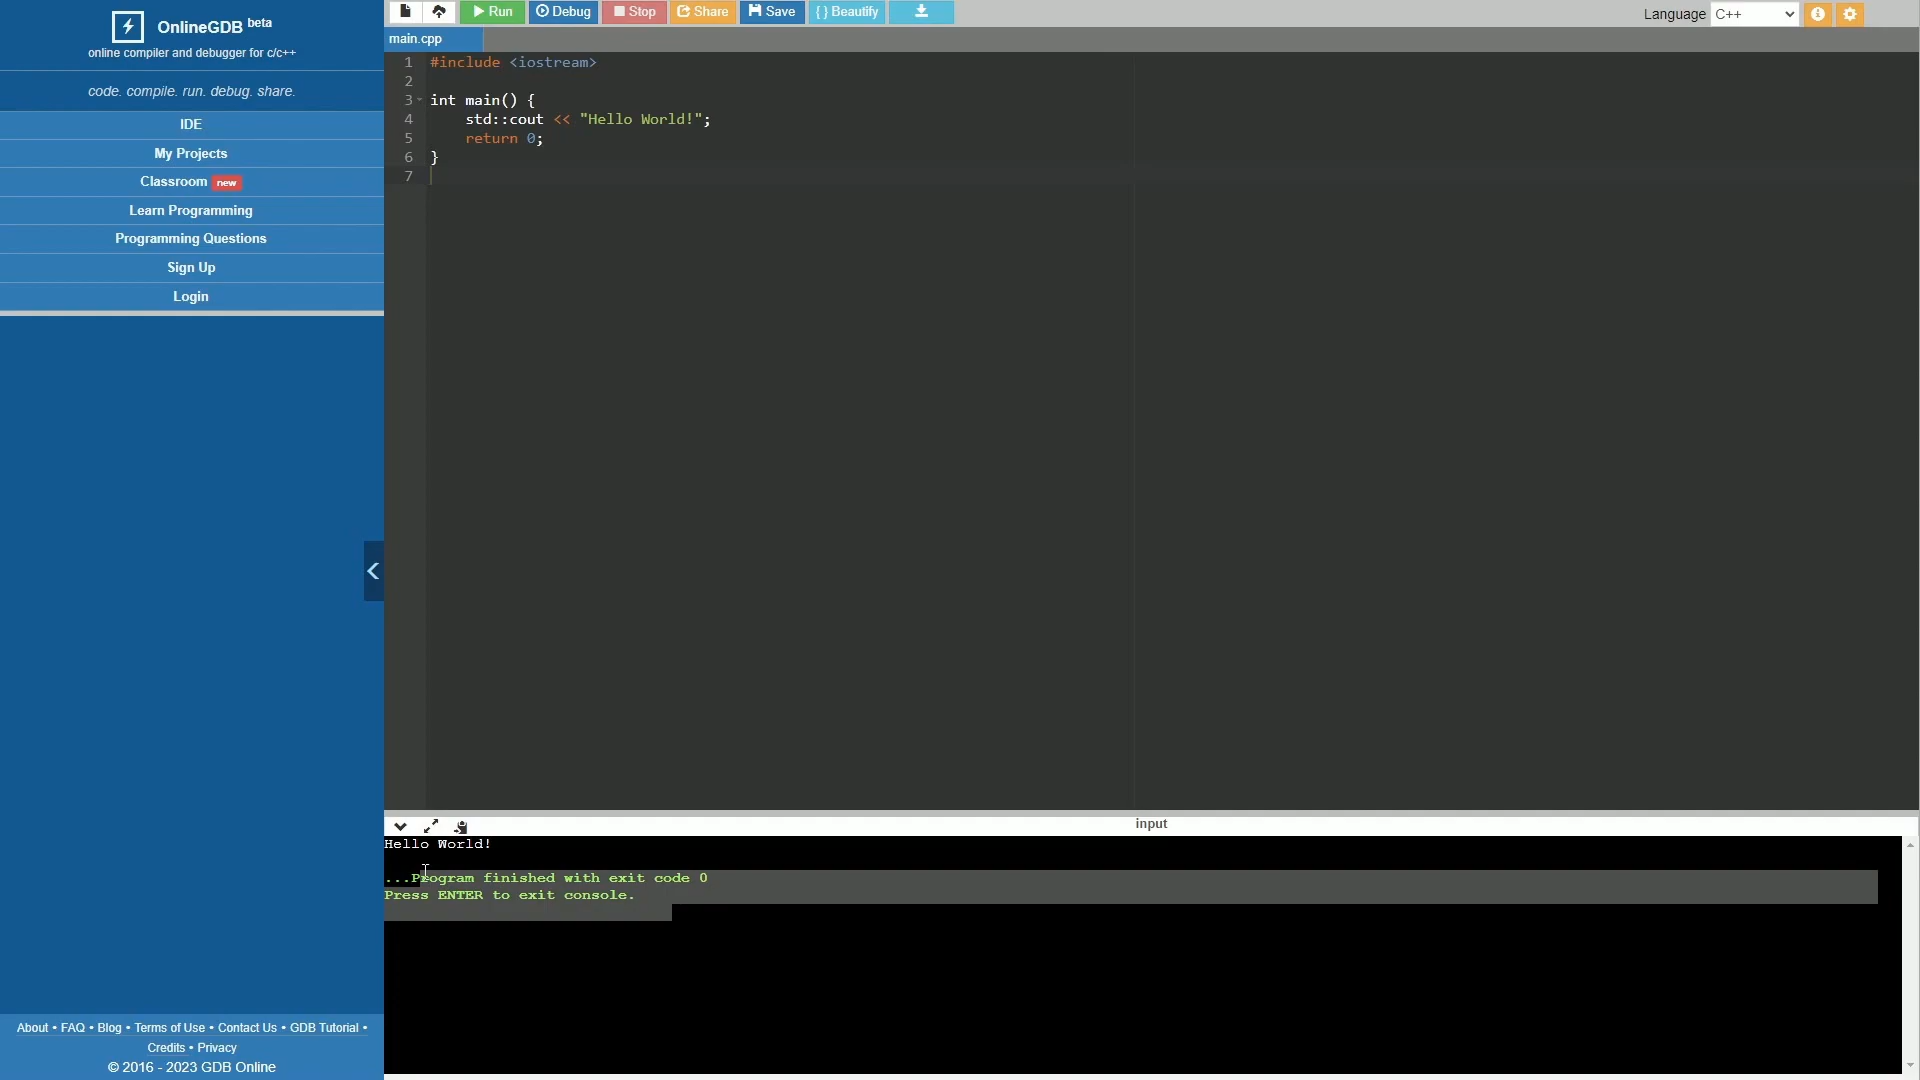 OnlineGDB beta
online compiler and debugger for c/c++
code. compile. run. debug. share.
IDE
My Projects
Classroom new
Learn Programming
Programming Questions
Sign Up
Login
About • FAQ • Blog • Terms of Use • Contact Us • GDB Tutorial •
Credits • Privacy
© 2016 - 2023 GDB Online
Run Debug Stop Share Save { } Beautify
Language C++
main.cpp
1 #include <iostream>
2
3 int main() {
4     std::cout << "Hello World!";
5     return 0;
6 }
7
input
Hello World!
...Program finished with exit code 0
Press ENTER to exit console.